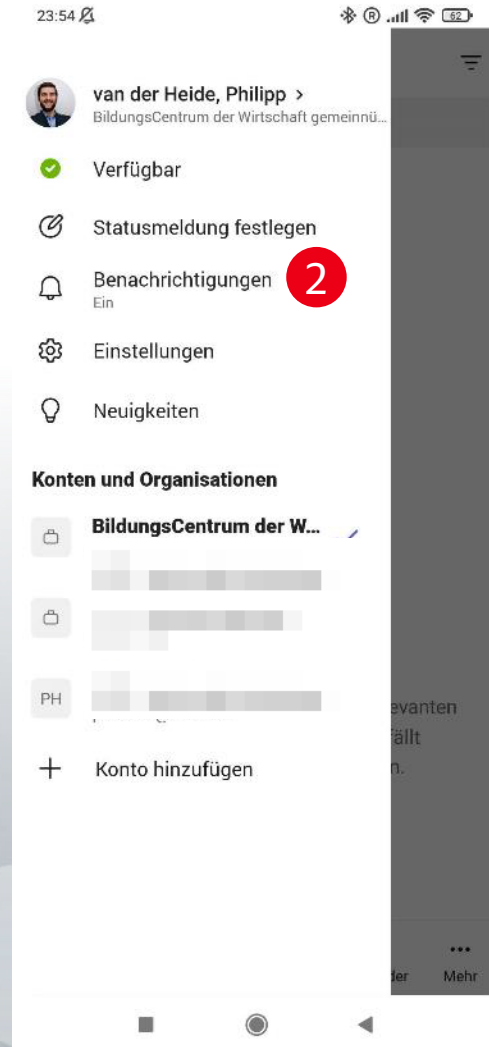 23:54
62
van der Heide, Philipp >
BildungsCentrum der Wirtschaft gemeinnü...
Verfügbar
Statusmeldung festlegen
Benachrichtigungen
2
Ein
Einstellungen
Neuigkeiten
Konten und Organisationen
BildungsCentrum der W...
PH
evanten
fällt
n.
+ Konto hinzufügen
...
der
Mehr